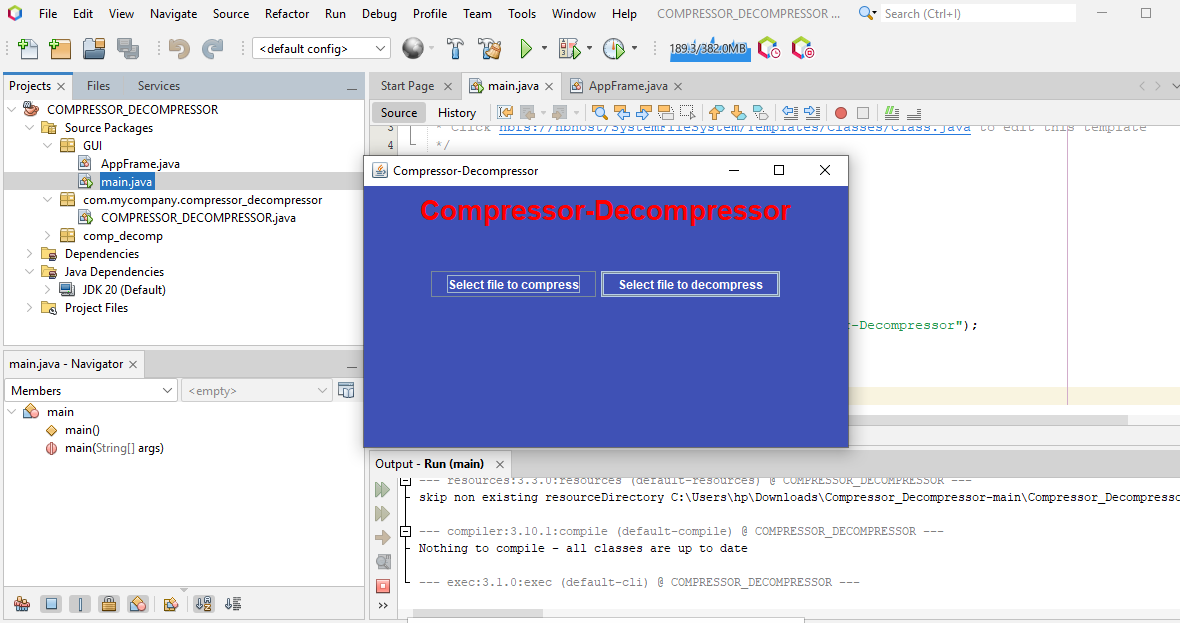 File Edit View Navigate Source Refactor Run Debug Profile Team Tools Window Help COMPRESSOR_DECOMPRESSOR ... Search (Ctrl+I)
<default config> 189.3/382.0MB
Projects Files Services
COMPRESSOR_DECOMPRESSOR
Source Packages
GUI
AppFrame.java
main.java
com.mycompany.compressor_decompressor
COMPRESSOR_DECOMPRESSOR.java
comp_decomp
Dependencies
Java Dependencies
JDK 20 (Default)
Project Files
main.java - Navigator
Members <empty>
main
main()
main(String[] args)
Start Page main.java AppFrame.java
Source History
3 * Click nbfs://nbhost/SystemFileSystem/Templates/Classes/Class.java to edit this template
4 */
Compressor-Decompressor
Compressor-Decompressor
Select file to compress Select file to decompress
r-Decompressor");
Output - Run (main)
--- resources:3.3.0:resources (default-resources) @ COMPRESSOR_DECOMPRESSOR ---
skip non existing resourceDirectory C:\Users\hp\Downloads\Compressor_Decompressor-main\Compressor_Decompresso
--- compiler:3.10.1:compile (default-compile) @ COMPRESSOR_DECOMPRESSOR ---
Nothing to compile - all classes are up to date
--- exec:3.1.0:exec (default-cli) @ COMPRESSOR_DECOMPRESSOR ---